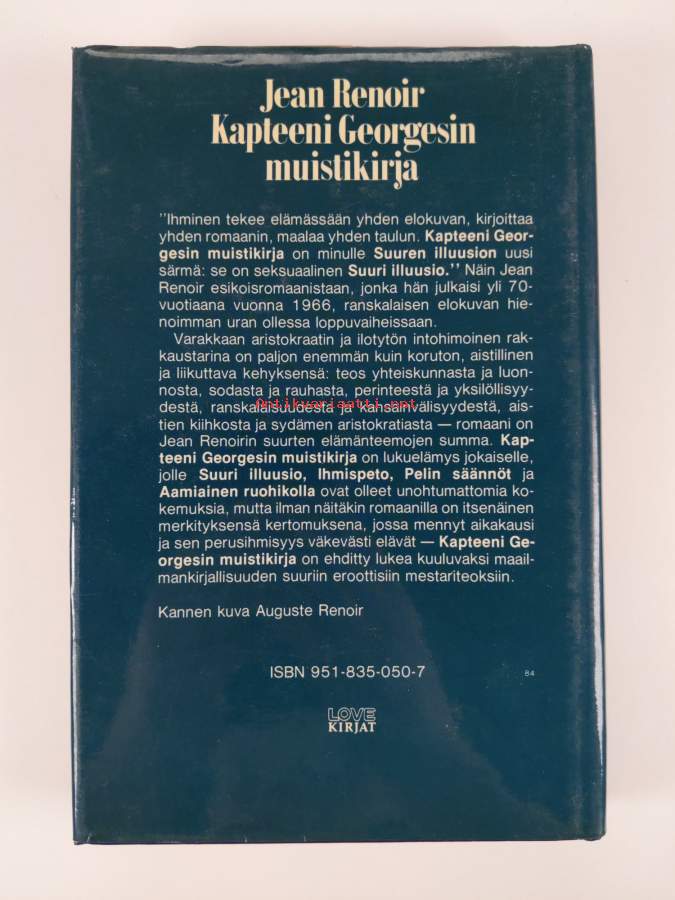 Jean Renoir
Kapteeni Georgesin
muistikirja
"Ihminen tekee elämässään yhden elokuvan, kirjoittaa
yhden romaanin, maalaa yhden taulun. Kapteeni Geor-
gesin muistikirja on minulle Suuren illuusion uusi
särmä: se on seksuaalinen Suuri illuusio." Näin Jean
Renoir esikoisromaanistaan, jonka hän julkaisi yli 70-
vuotiaana vuonna 1966, ranskalaisen elokuvan hie-
noimman uran ollessa loppuvaiheissaan.
Varakkaan aristokraatin ja ilotytön intohimoinen rak-
kaustarina on paljon enemmän kuin koruton, aistillinen
ja liikuttava kehyksensä: teos yhteiskunnasta ja luon-
nosta, sodasta ja rauhasta, perinteestä ja yksilöllisyy-
destä, ranskalaisuudesta ja kansainvälisyydestä, ais-
Antikvariaatti.net
tien kiihkosta ja sydämen aristokratiasta — romaani on
Jean Renoirin suurten elämänteemojen summa. Kap-
teeni Georgesin muistikirja on lukuelämys jokaiselle,
jolle Suuri illuusio, Ihmispeto, Pelin säännöt ja
Aamiainen ruohikolla ovat olleet unohtumattomia ko-
kemuksia, mutta ilman näitäkin romaanilla on itsenäinen
merkityksensä kertomuksena, jossa mennyt aikakausi
ja sen perusihmisyys väkevästi elävät — Kapteeni Ge-
orgesin muistikirja on ehditty lukea kuuluvaksi maail-
mankirjallisuuden suuriin eroottisiin mestariteoksiin.
Kannen kuva Auguste Renoir
ISBN 951-835-050-7
84
LOVE
KIRJAT